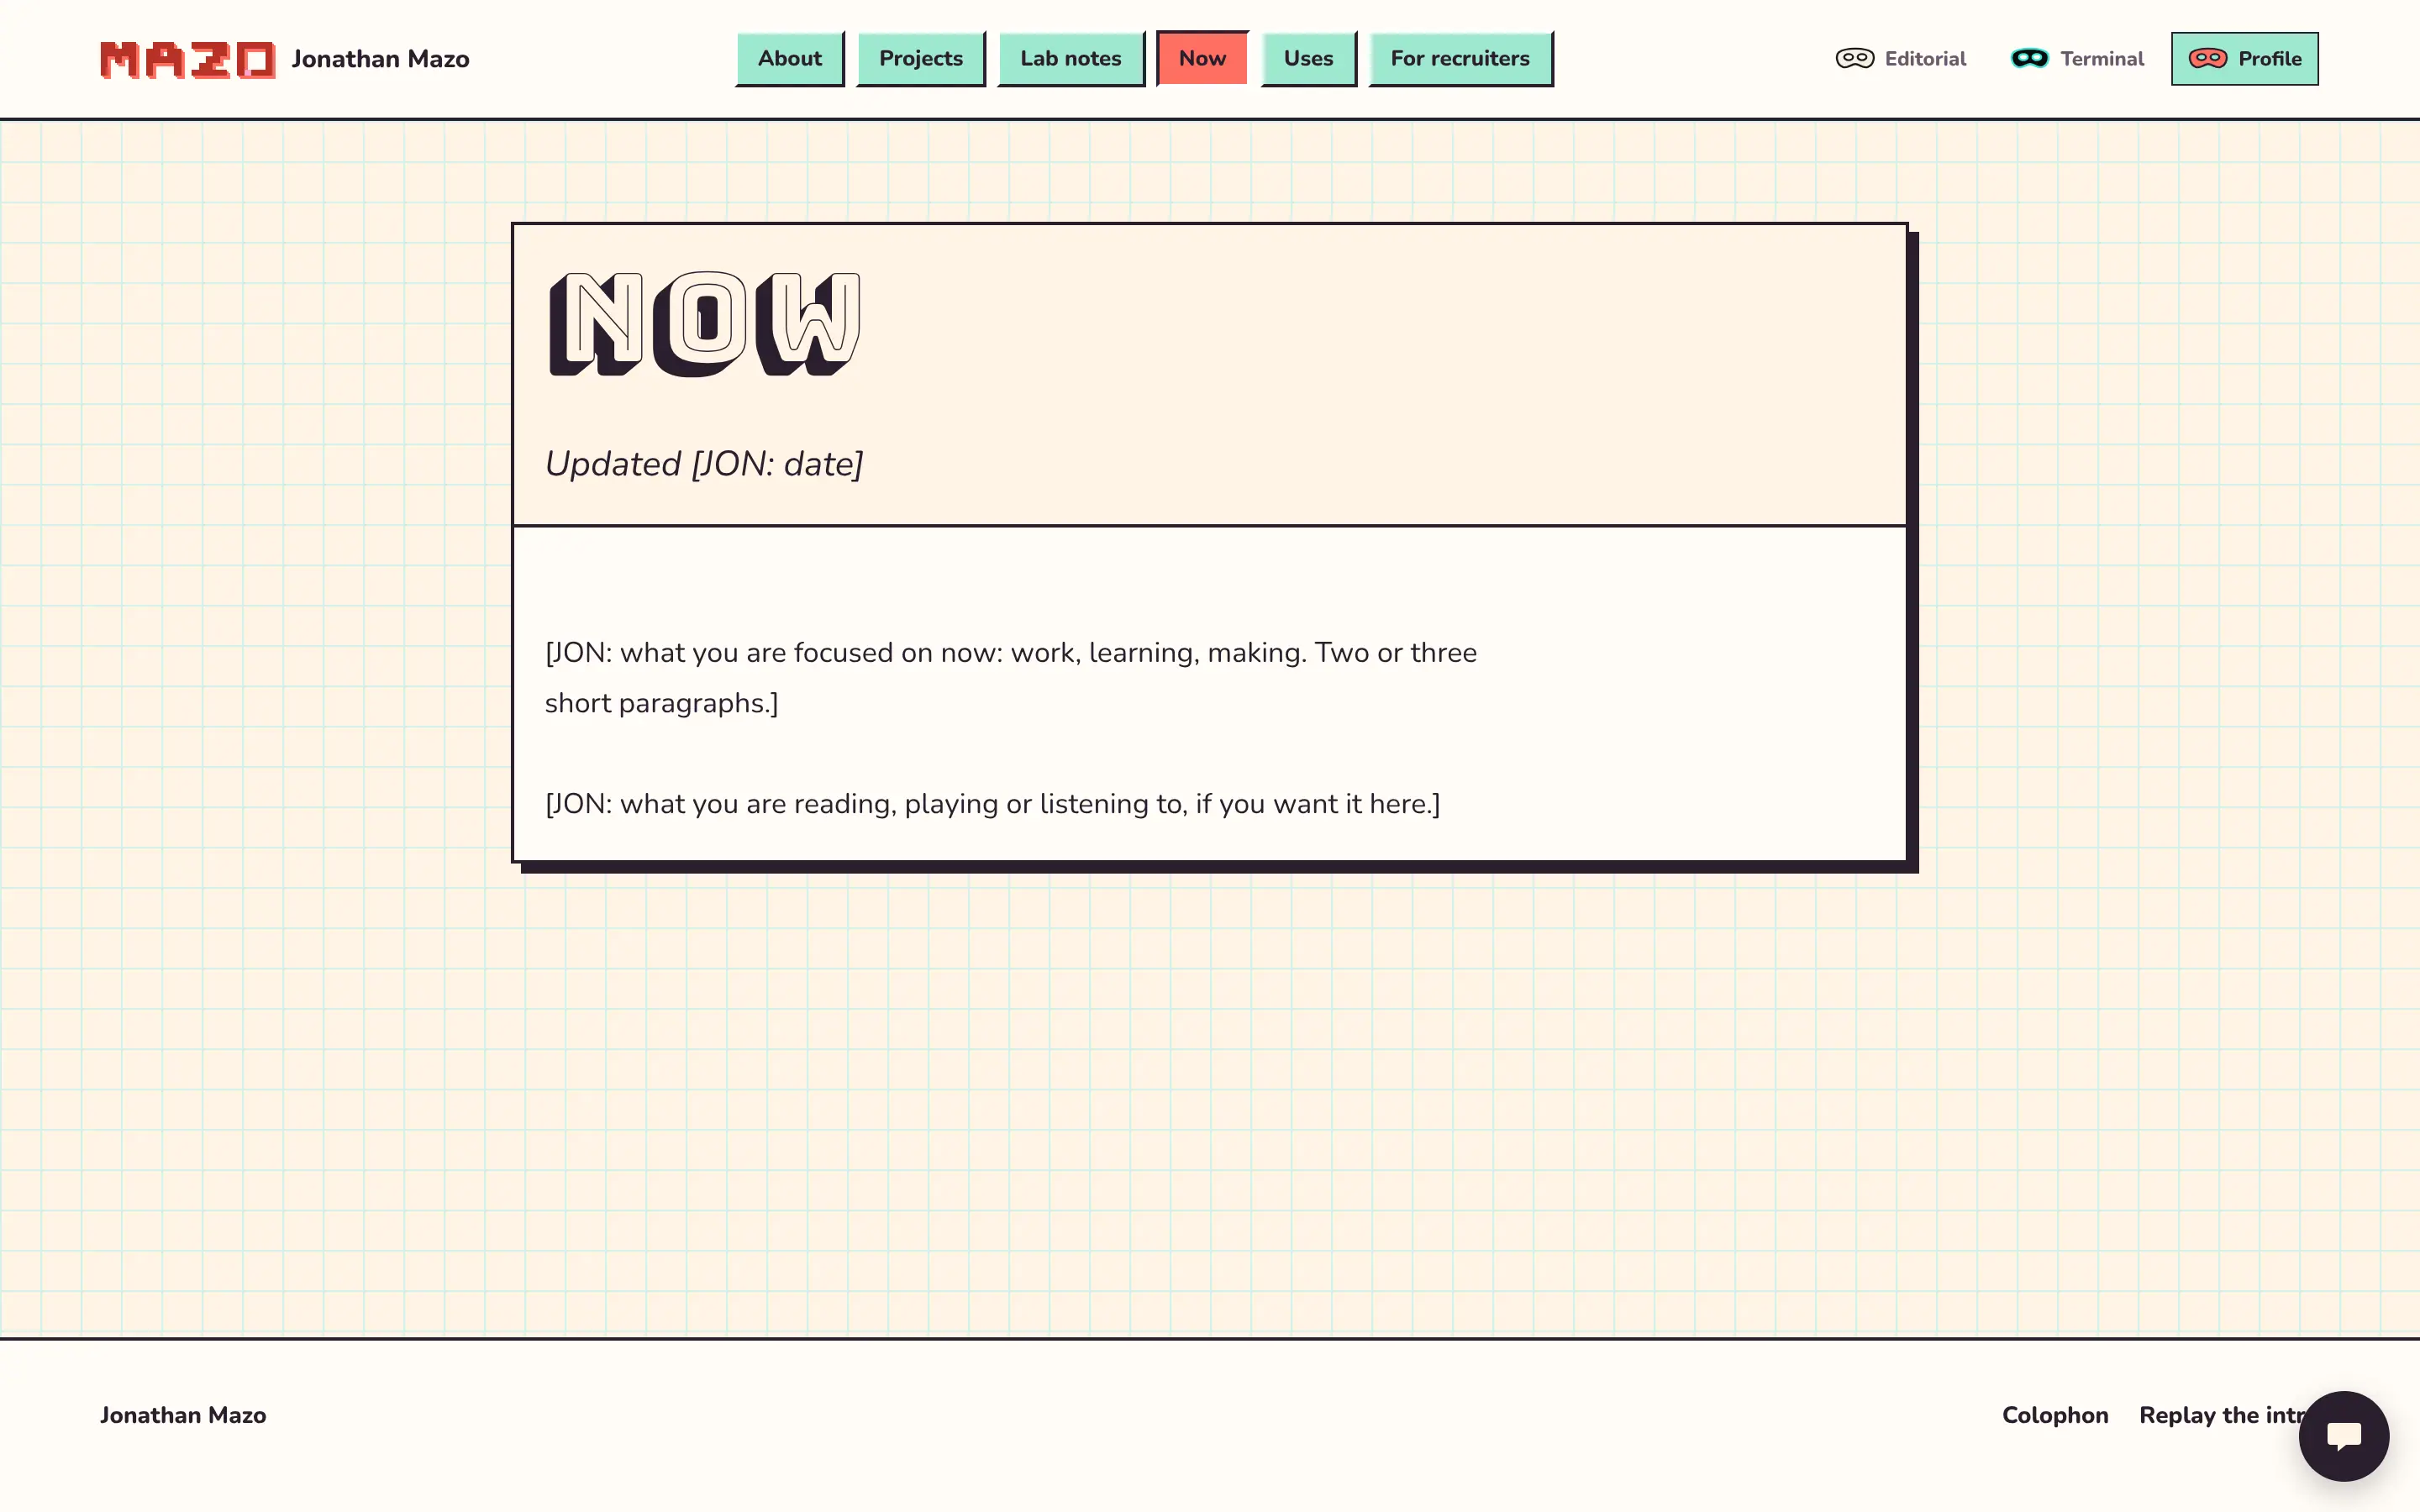 MAZO Jonathan Mazo
About
Projects
Lab notes
Now
Uses
For recruiters
Editorial
Terminal
Profile
NOW
Updated [JON: date]
[JON: what you are focused on now: work, learning, making. Two or three
short paragraphs.]
[JON: what you are reading, playing or listening to, if you want it here.]
Jonathan Mazo
Colophon
Replay the